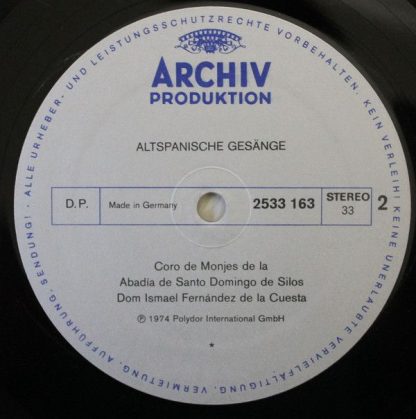 ALLE URHEBER- UND LEISTUNGSSCHUTZRECHTE VORBEHALTEN. KEIN VERLEIH! KEINE UNERLAUBTE VERVIELFÄLTIGUNG, VERMIETUNG, AUFFÜHRUNG, SENDUNG!
ARCHIV
PRODUKTION
ALTSPANISCHE GESÄNGE
D.P. Made in Germany 2533 163 STEREO 33 2
Coro de Monjes de la
Abadía de Santo Domingo de Silos
Dom Ismael Fernández de la Cuesta
℗ 1974 Polydor International GmbH
*